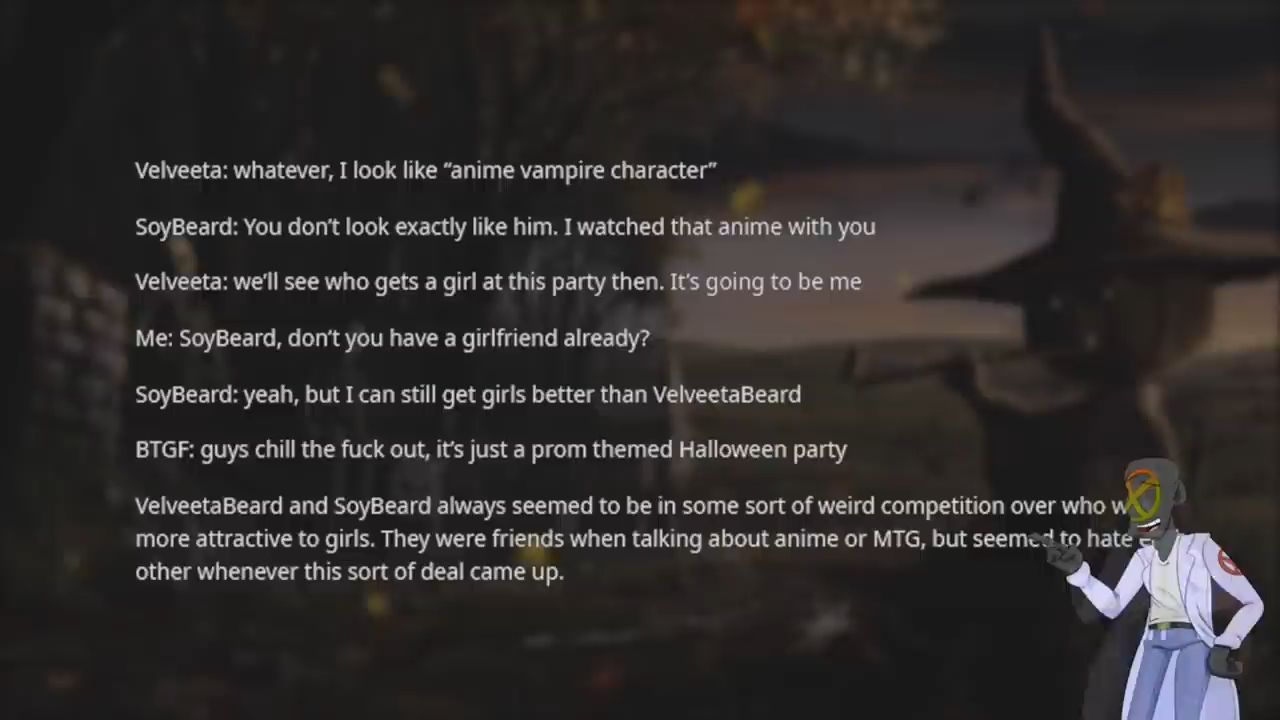 Velveeta: whatever, I look like “anime vampire character”
SoyBeard: You don’t look exactly like him. I watched that anime with you
Velveeta: we’ll see who gets a girl at this party then. It’s going to be me
Me: SoyBeard, don’t you have a girlfriend already?
SoyBeard: yeah, but I can still get girls better than VelveetaBeard
BTGF: guys chill the fuck out, it’s just a prom themed Halloween party
VelveetaBeard and SoyBeard always seemed to be in some sort of weird competition over who
more attractive to girls. They were friends when talking about anime or MTG, but seemed to hate
other whenever this sort of deal came up.